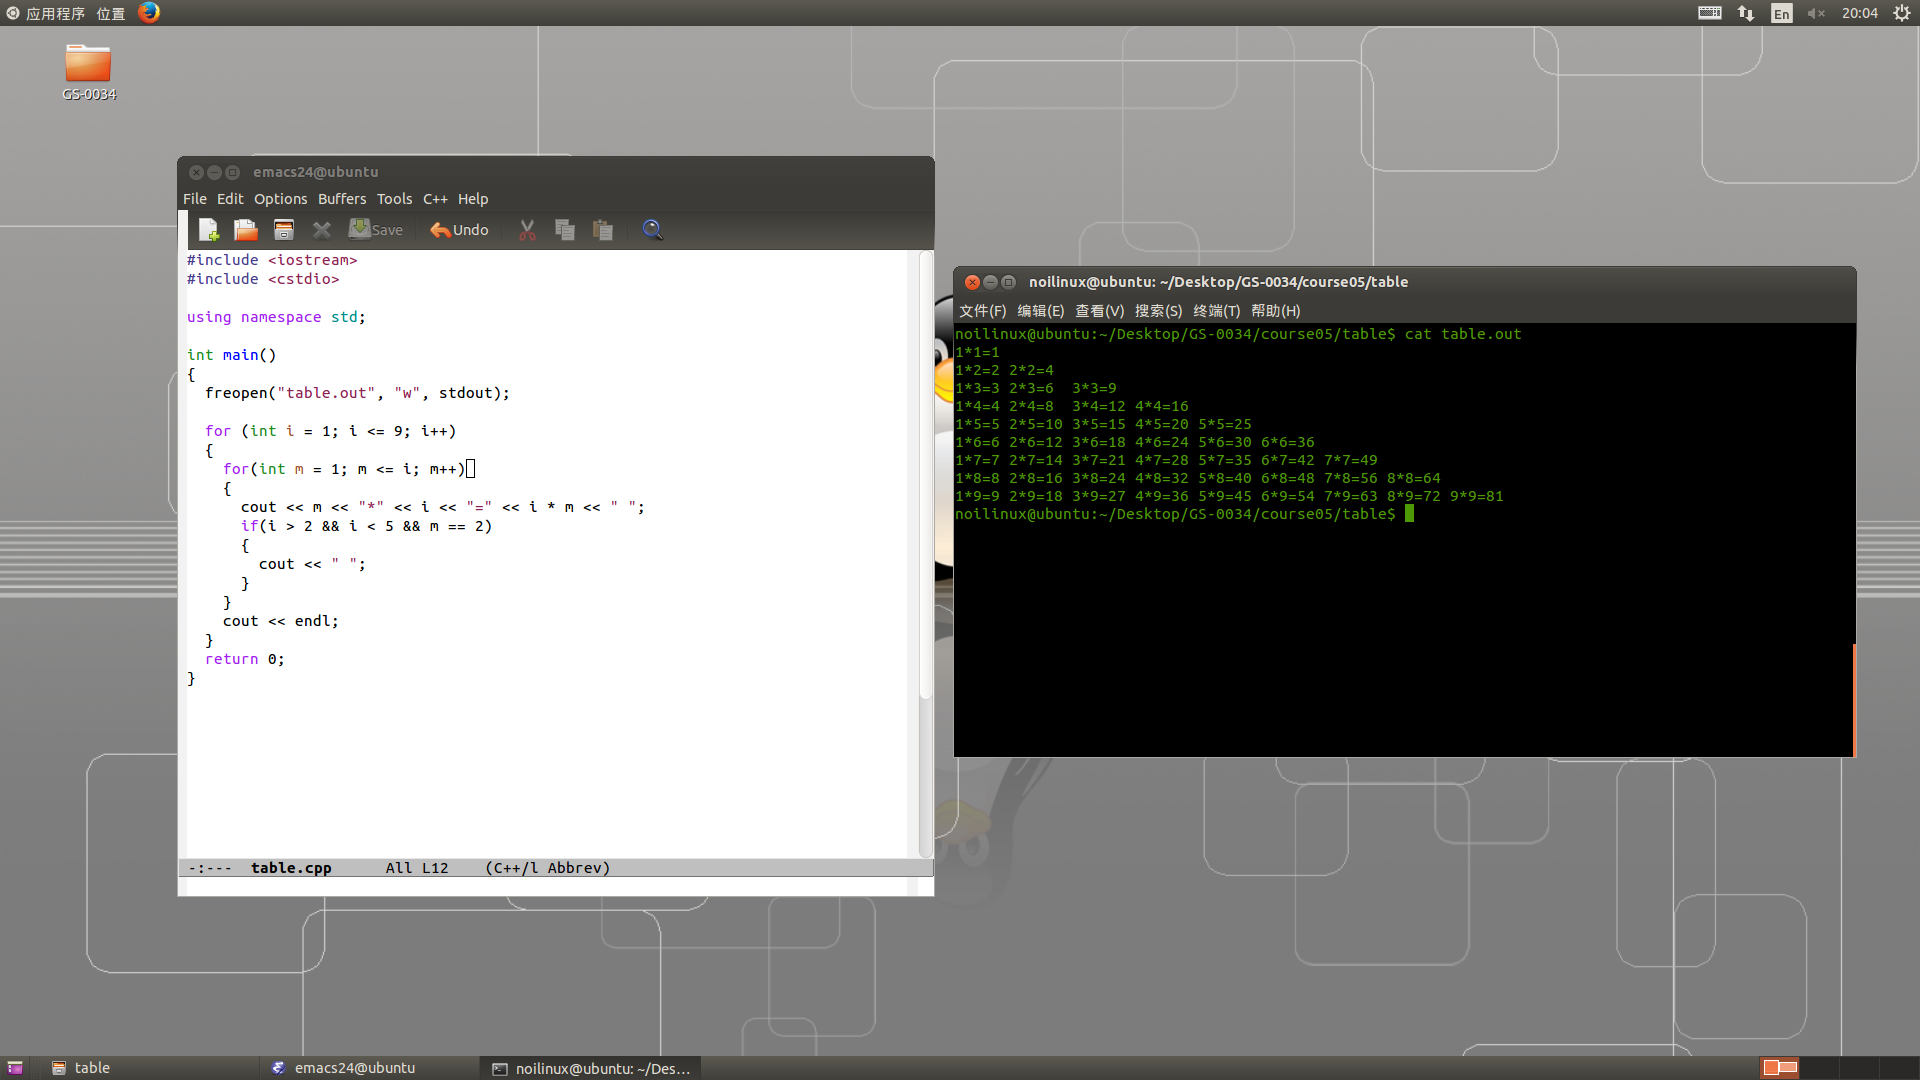 应用程序 位置
En 20:04
GS-0034
emacs24@ubuntu
File Edit Options Buffers Tools C++ Help
Save Undo
#include <iostream>
#include <cstdio>
using namespace std;
int main()
{
  freopen("table.out", "w", stdout);
  for (int i = 1; i <= 9; i++)
  {
    for(int m = 1; m <= i; m++)
    {
      cout << m << "*" << i << "=" << i * m << " ";
      if(i > 2 && i < 5 && m == 2)
      {
        cout << " ";
      }
    }
    cout << endl;
  }
  return 0;
}
-:---  table.cpp      All L12    (C++/l Abbrev)
noilinux@ubuntu: ~/Desktop/GS-0034/course05/table
文件(F) 编辑(E) 查看(V) 搜索(S) 终端(T) 帮助(H)
noilinux@ubuntu:~/Desktop/GS-0034/course05/table$ cat table.out
1*1=1
1*2=2 2*2=4
1*3=3 2*3=6  3*3=9
1*4=4 2*4=8  3*4=12 4*4=16
1*5=5 2*5=10 3*5=15 4*5=20 5*5=25
1*6=6 2*6=12 3*6=18 4*6=24 5*6=30 6*6=36
1*7=7 2*7=14 3*7=21 4*7=28 5*7=35 6*7=42 7*7=49
1*8=8 2*8=16 3*8=24 4*8=32 5*8=40 6*8=48 7*8=56 8*8=64
1*9=9 2*9=18 3*9=27 4*9=36 5*9=45 6*9=54 7*9=63 8*9=72 9*9=81
noilinux@ubuntu:~/Desktop/GS-0034/course05/table$
table
emacs24@ubuntu
noilinux@ubuntu: ~/Des...